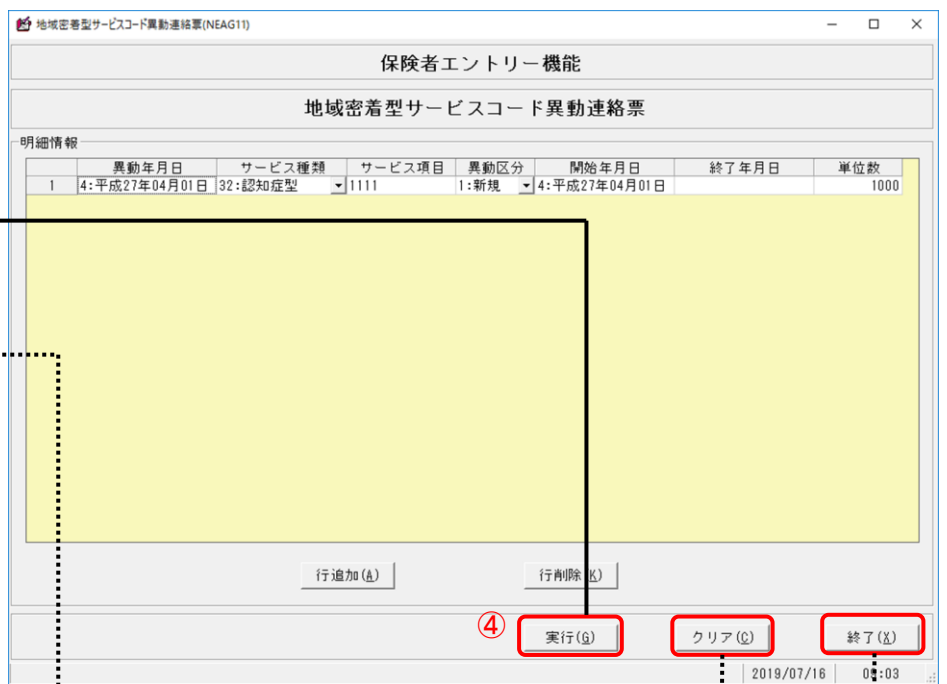 地域密着型サービスコード異動連絡票(NEAG11)
保険者エントリー機能
地域密着型サービスコード異動連絡票
明細情報
異動年月日 サービス種類 サービス項目 異動区分 開始年月日 終了年月日 単位数
1 4:平成27年04月01日 32:認知症型 1111 1:新規 4:平成27年04月01日 1000
行追加(A) 行削除(K)
④ 実行(G) クリア(C) 終了(X)
2019/07/16 :03